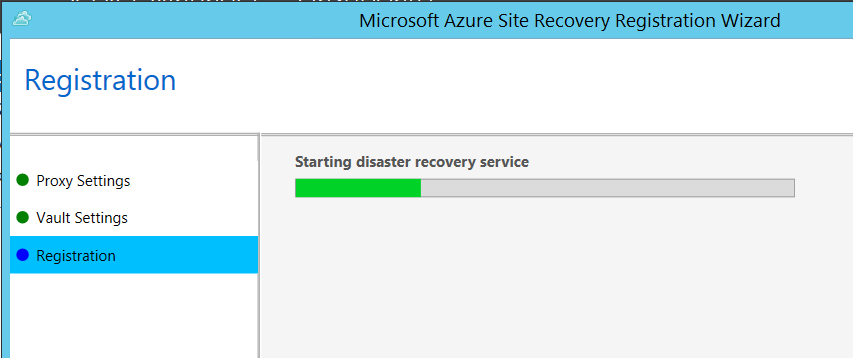 Microsoft Azure Site Recovery Registration Wizard
Registration
Starting disaster recovery service
Proxy Settings
Vault Settings
Registration